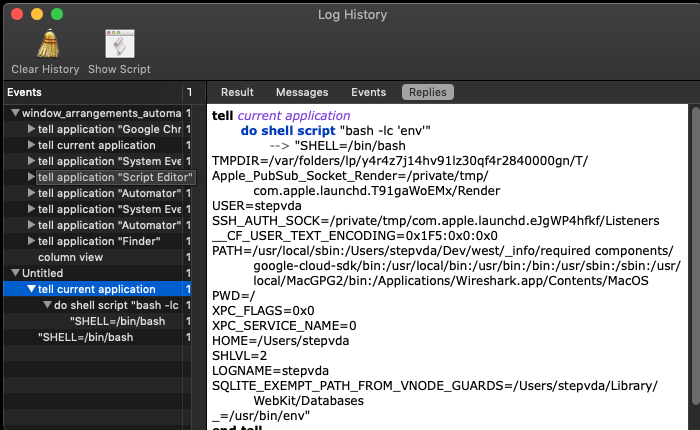 Log History
Clear History
Show Script
Events
T
window_arrangements_automa 1
tell application "Google Chr 1
tell current application 1
tell application "System Eve 1
tell application "Script Editor" 1
tell application "Automator" 1
tell application "System Eve 1
tell application "Automator" 1
tell application "Finder" 1
column view 1
Untitled 1
tell current application 1
do shell script "bash -lc 1
"SHELL=/bin/bash 1
"SHELL=/bin/bash 1
Result Messages Events Replies
tell current application
do shell script "bash -lc 'env'"
--> "SHELL=/bin/bash
TMPDIR=/var/folders/lp/y4r4z7j14hv91lz30qf4r2840000gn/T/
Apple_PubSub_Socket_Render=/private/tmp/
com.apple.launchd.T91gaWoEMx/Render
USER=stepvda
SSH_AUTH_SOCK=/private/tmp/com.apple.launchd.eJgWP4hfkf/Listeners
__CF_USER_TEXT_ENCODING=0x1F5:0x0:0x0
PATH=/usr/local/sbin:/Users/stepvda/Dev/west/_info/required components/
google-cloud-sdk/bin:/usr/local/bin:/usr/bin:/bin:/usr/sbin:/sbin:/usr/
local/MacGPG2/bin:/Applications/Wireshark.app/Contents/MacOS
PWD=/
XPC_FLAGS=0x0
XPC_SERVICE_NAME=0
HOME=/Users/stepvda
SHLVL=2
LOGNAME=stepvda
SQLITE_EXEMPT_PATH_FROM_VNODE_GUARDS=/Users/stepvda/Library/
WebKit/Databases
_=/usr/bin/env"
end tell